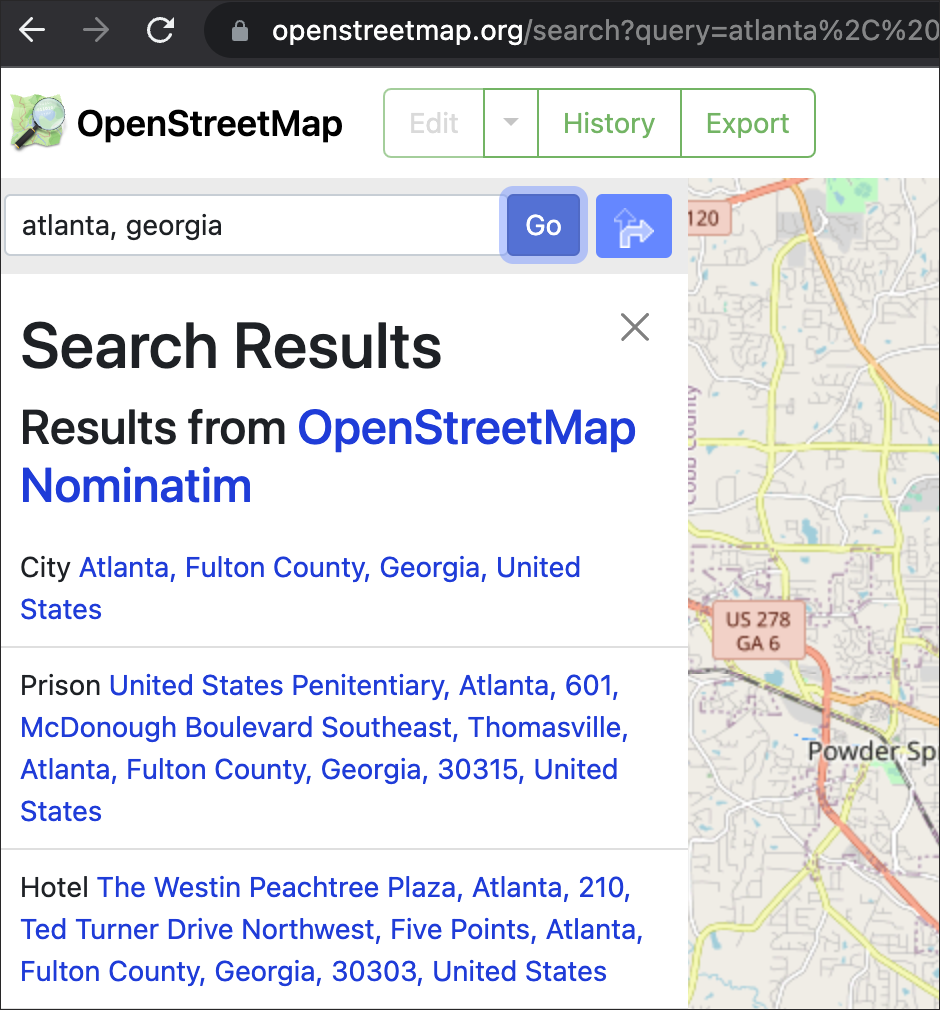 openstreetmap.org/search?query=atlanta%2C%20
OpenStreetMap
Edit
History
Export
atlanta, georgia
Go
120
Search Results
Results from OpenStreetMap
Nominatim
City Atlanta, Fulton County, Georgia, United
States
Prison United States Penitentiary, Atlanta, 601,
McDonough Boulevard Southeast, Thomasville,
Atlanta, Fulton County, Georgia, 30315, United
States
Hotel The Westin Peachtree Plaza, Atlanta, 210,
Ted Turner Drive Northwest, Five Points, Atlanta,
Fulton County, Georgia, 30303, United States
County
US 278
GA 6
Powder Sp